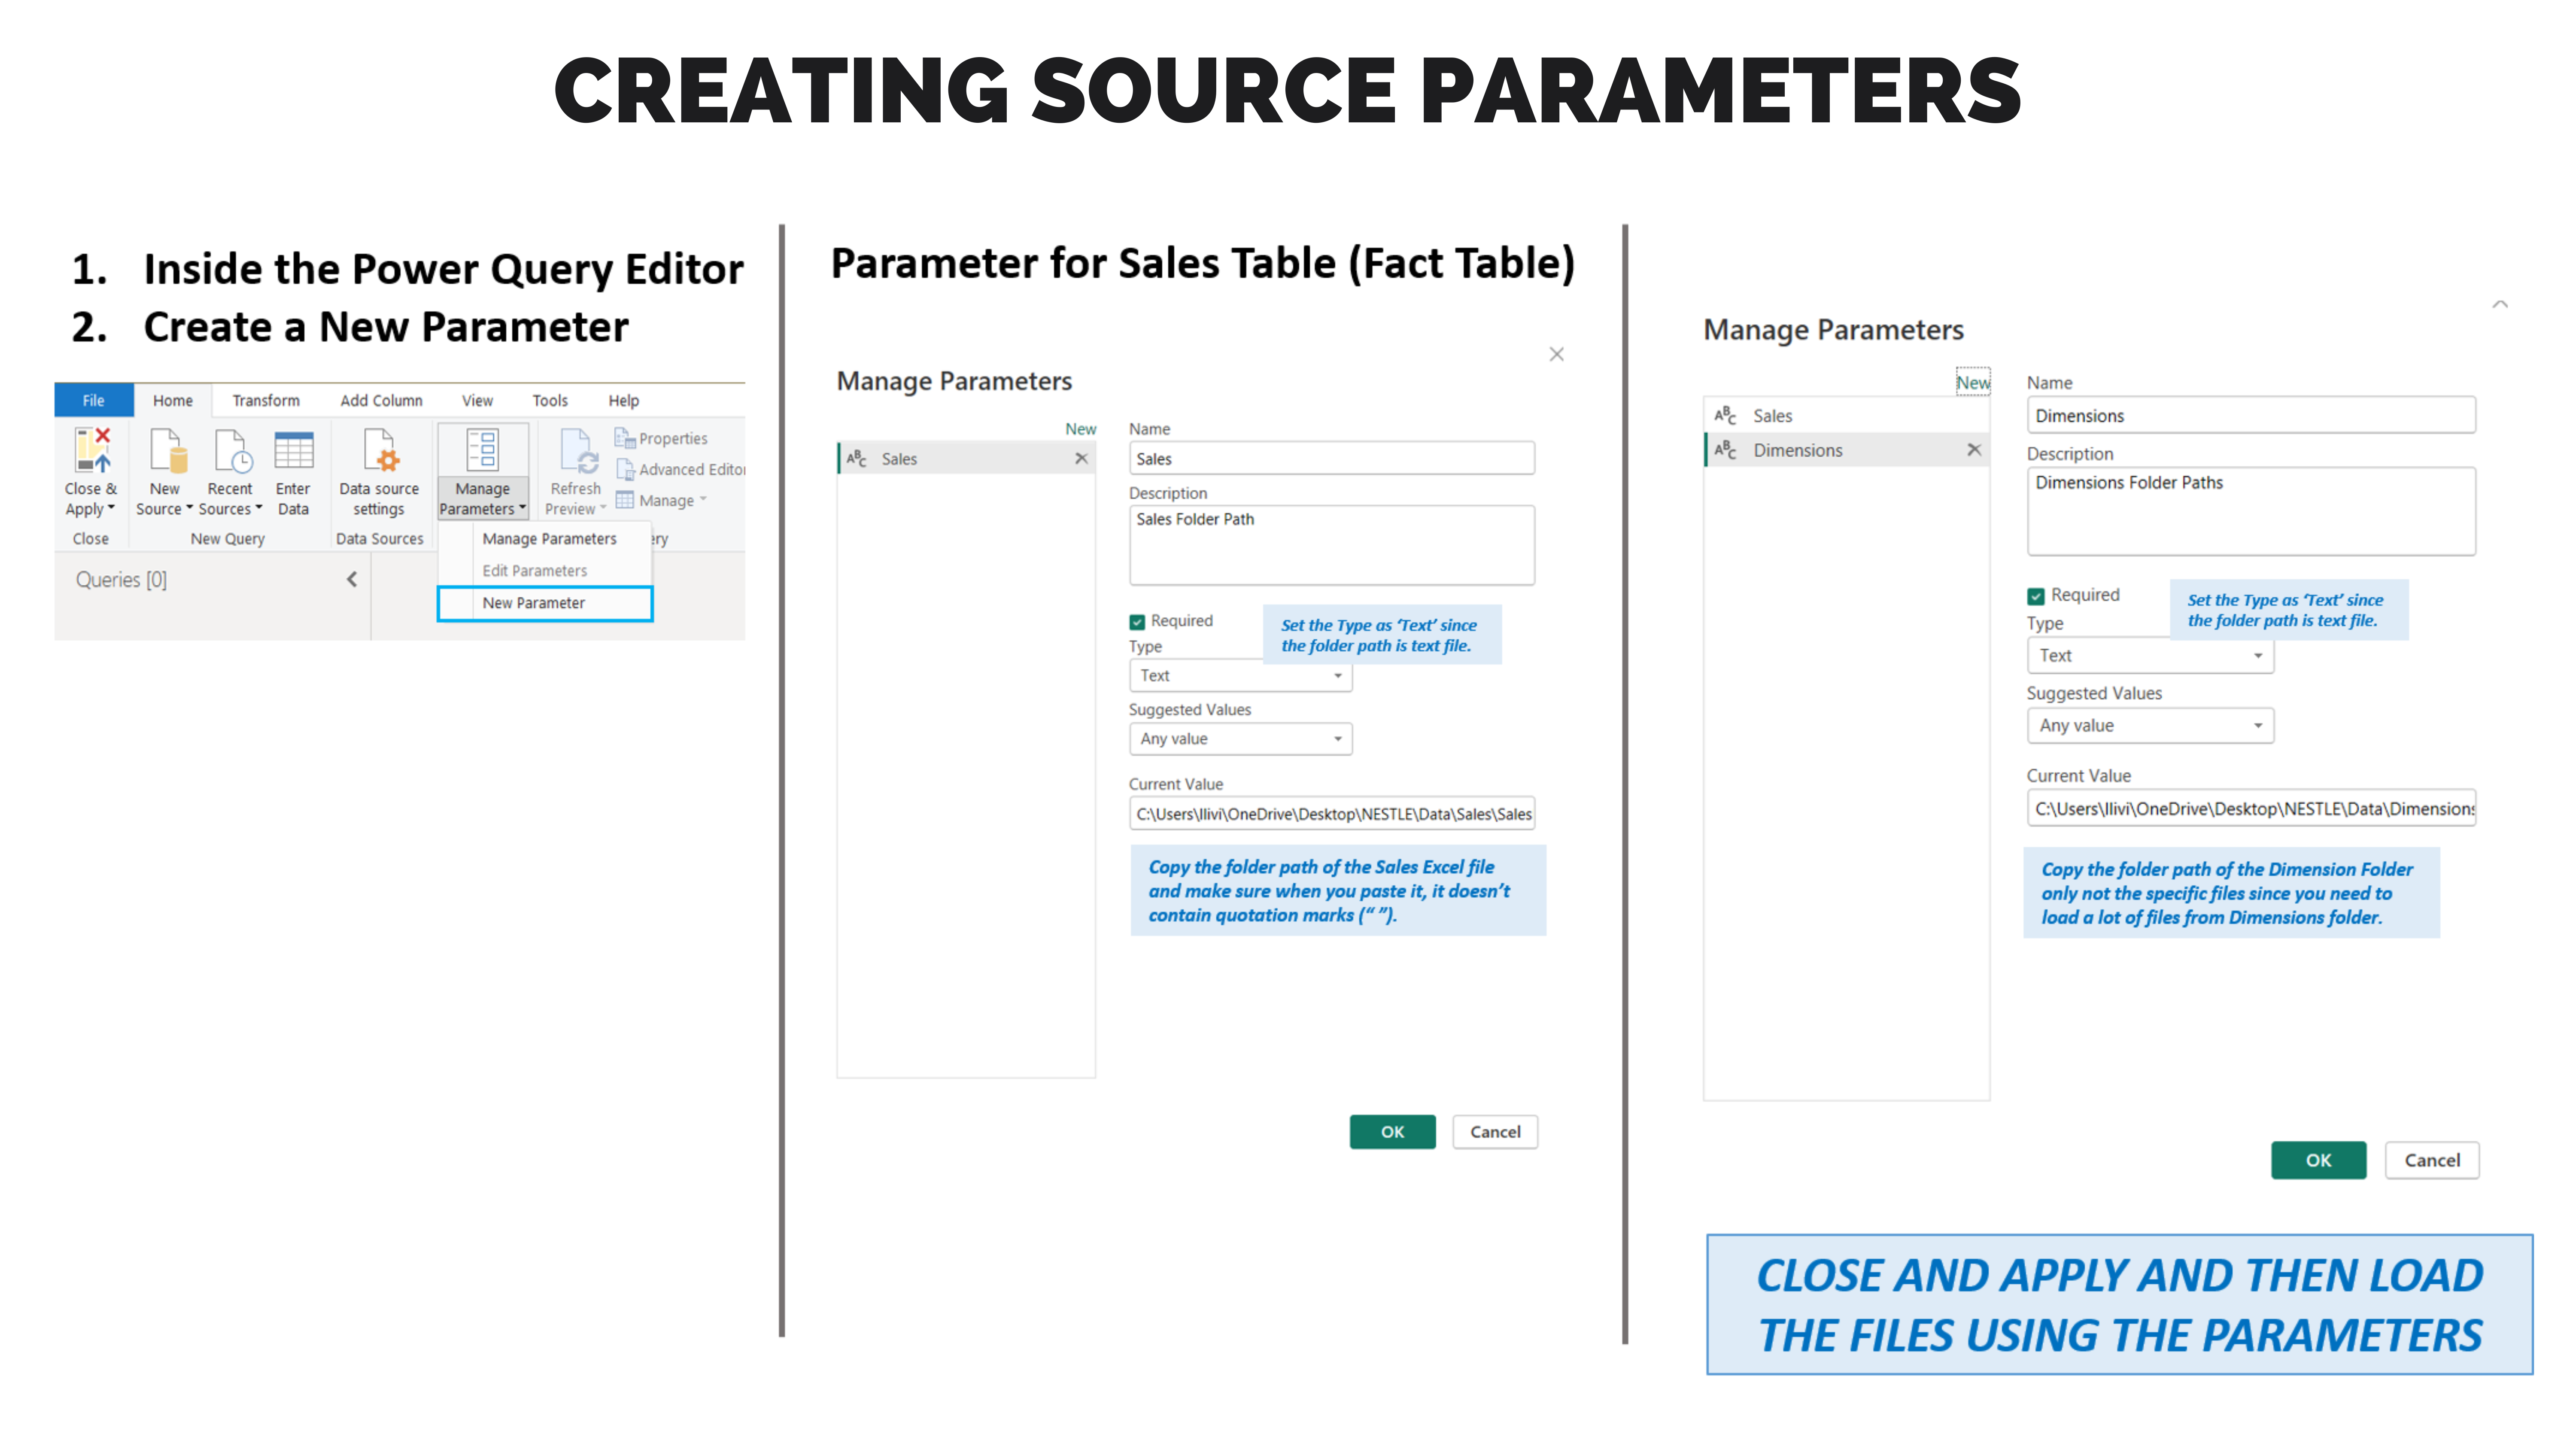 CREATING SOURCE PARAMETERS
1. Inside the Power Query Editor
2. Create a New Parameter
File Home Transform Add Column View Tools Help
Close & Apply
New Source
Recent Sources
Enter Data
Data source settings
Manage Parameters
Refresh Preview
Properties
Advanced Editor
Manage
Close New Query Data Sources
Manage Parameters
Edit Parameters
New Parameter
Queries [0]
Parameter for Sales Table (Fact Table)
Manage Parameters
New
ABC Sales
Name
Sales
Description
Sales Folder Path
Required
Set the Type as ‘Text’ since
the folder path is text file.
Type
Text
Suggested Values
Any value
Current Value
C:\Users\llivi\OneDrive\Desktop\NESTLE\Data\Sales\Sales
Copy the folder path of the Sales Excel file
and make sure when you paste it, it doesn’t
contain quotation marks (“ ”).
OK Cancel
Manage Parameters
New
ABC Sales
ABC Dimensions
Name
Dimensions
Description
Dimensions Folder Paths
Required
Set the Type as ‘Text’ since
the folder path is text file.
Type
Text
Suggested Values
Any value
Current Value
C:\Users\llivi\OneDrive\Desktop\NESTLE\Data\Dimensions
Copy the folder path of the Dimension Folder
only not the specific files since you need to
load a lot of files from Dimensions folder.
OK Cancel
CLOSE AND APPLY AND THEN LOAD
THE FILES USING THE PARAMETERS